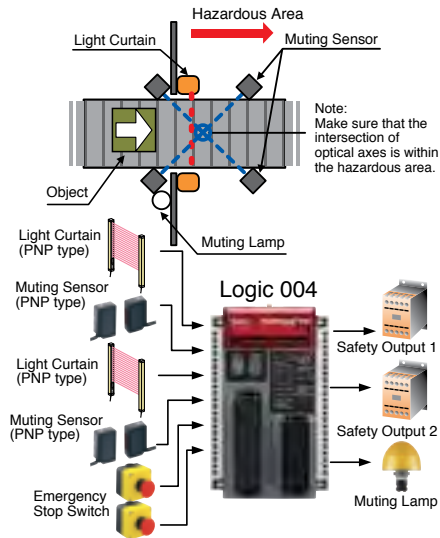 Hazardous Area
Light Curtain
Muting Sensor
Note:
Make sure that the
intersection of
optical axes is within
the hazardous area.
Object
Muting Lamp
Light Curtain
(PNP type)
Muting Sensor
(PNP type)
Light Curtain
(PNP type)
Muting Sensor
(PNP type)
Emergency
Stop Switch
Logic 004
Safety Output 1
Safety Output 2
Muting Lamp